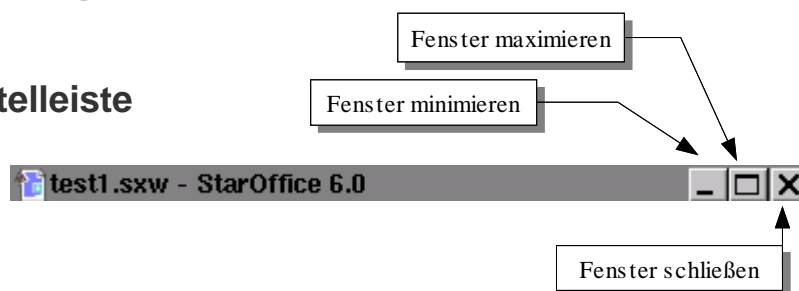 Fenster maximieren
telleiste
Fenster minimieren
test1.sxw - StarOffice 6.0
Fenster schließen